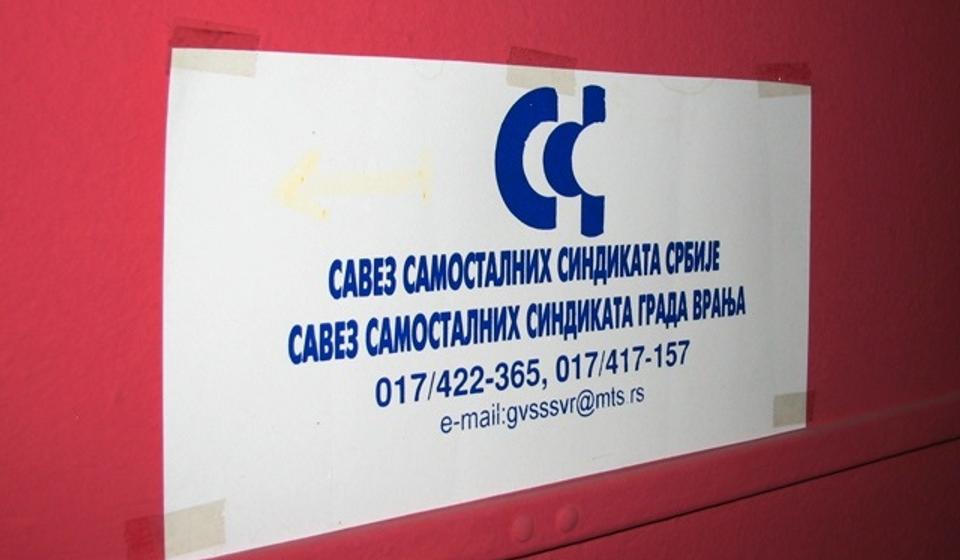 САВЕЗ САМОСТАЛНИХ СИНДИКАТА СРБИЈЕ
САВЕЗ САМОСТАЛНИХ СИНДИКАТА ГРАДА ВРАЊА
017/422-365, 017/417-157
e-mail:gvsssvr@mts.rs